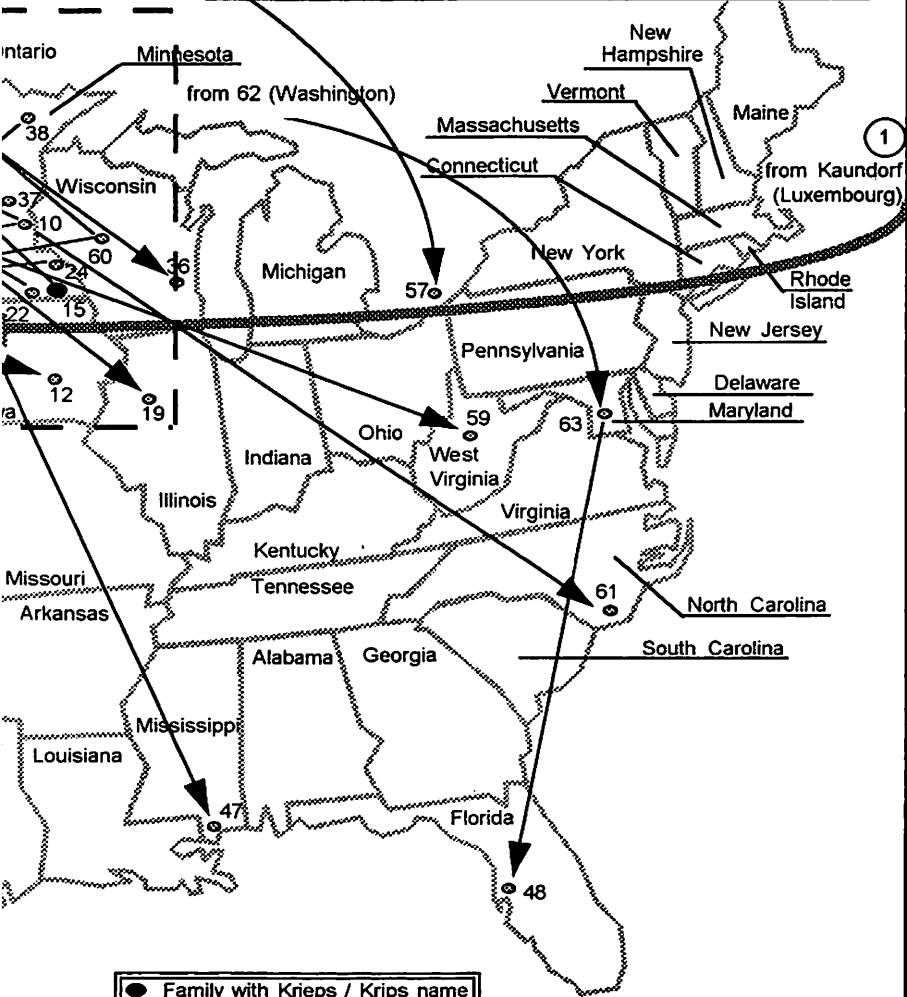 ntario
Minnesota
New
Hampshire
from 62 (Washington)
Vermont
Maine
38
Massachusetts
1
Connecticut
from Kaundorf
(Luxembourg)
Wisconsin
37
10
60
New York
24
36
Michigan
57
Rhode
Island
22
15
New Jersey
Pennsylvania
12
Delaware
19
59
63
Maryland
va
Ohio
Indiana
West
Virginia
Illinois
Virginia
Kentucky
Missouri
Tennessee
61
Arkansas
North Carolina
South Carolina
Alabama
Georgia
Mississippi
Louisiana
47
Florida
48
Family with Krieps / Krips name